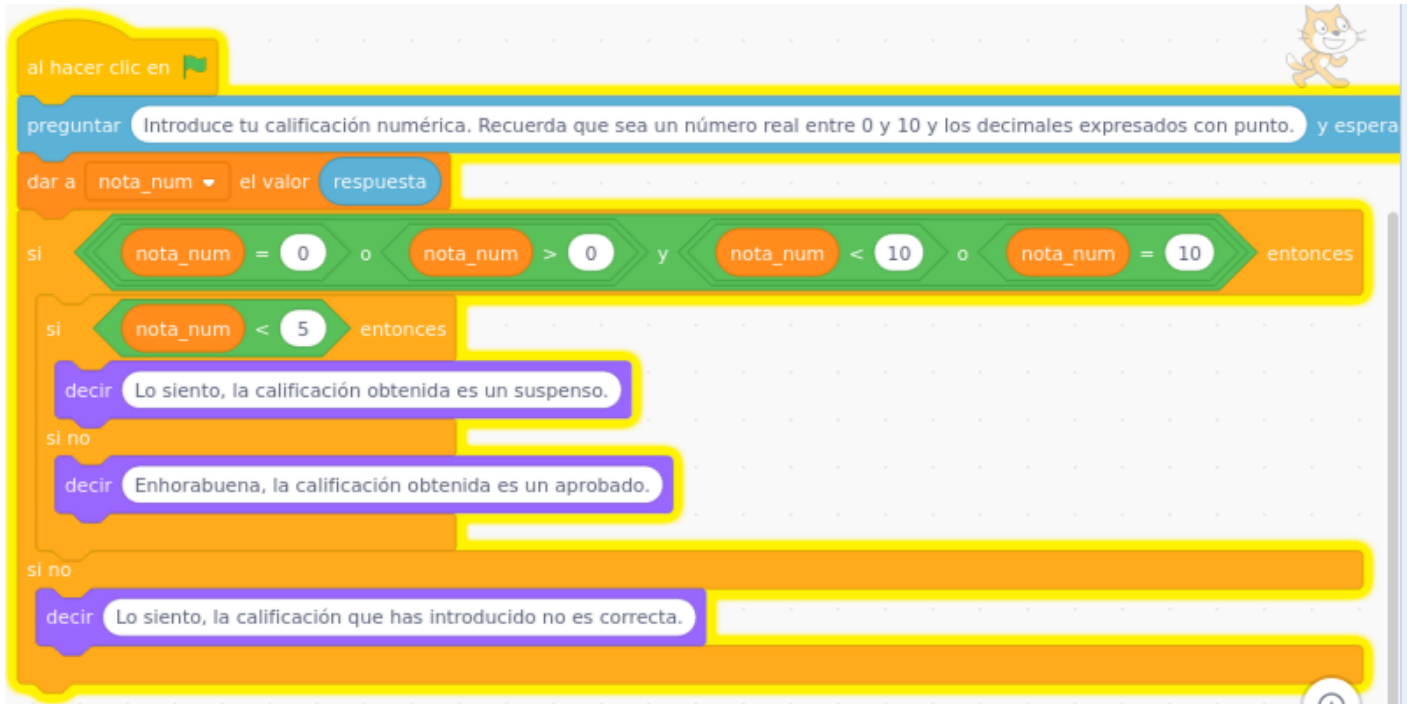 al hacer clic en
preguntar Introduce tu calificación numérica. Recuerda que sea un número real entre 0 y 10 y los decimales expresados con punto. y espera
dar a nota_num el valor respuesta
si nota_num = 0 o nota_num > 0 y nota_num < 10 o nota_num = 10 entonces
si nota_num < 5 entonces
decir Lo siento, la calificación obtenida es un suspenso.
si no
decir Enhorabuena, la calificación obtenida es un aprobado.
si no
decir Lo siento, la calificación que has introducido no es correcta.